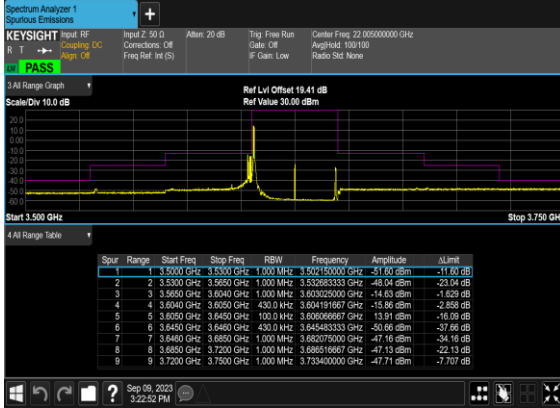 Spectrum Analyzer 1
Spurious Emissions
+
KEYSIGHT Input: RF Input Z: 50 Ω Atten: 20 dB Trig: Free Run Center Freq: 22.005000000 GHz
R T Coupling: DC Corrections: Off Gate: Off Avg|Hold: 100/100
Align: Off Freq Ref: Int (S) IF Gain: Low Radio Std: None
PASS
3 All Range Graph
Ref Lvl Offset 19.41 dB
Scale/Div 10.0 dB Ref Value 30.00 dBm
20.0
10.0
0.00
-10.0
-20.0
-30.0
-40.0
-50.0
-60.0
Start 3.500 GHz Stop 3.750 GHz
4 All Range Table
Spur Range Start Freq Stop Freq RBW Frequency Amplitude ΔLimit
1 1 3.5000 GHz 3.5300 GHz 1.000 MHz 3.502150000 GHz -51.60 dBm -11.60 dB
2 2 3.5300 GHz 3.5650 GHz 1.000 MHz 3.532683333 GHz -48.04 dBm -23.04 dB
3 3 3.5650 GHz 3.6040 GHz 1.000 MHz 3.603025000 GHz -14.63 dBm -1.629 dB
4 4 3.6040 GHz 3.6050 GHz 430.0 kHz 3.604191667 GHz -15.86 dBm -2.858 dB
5 5 3.6050 GHz 3.6450 GHz 100.0 kHz 3.606066667 GHz 13.91 dBm -16.09 dB
6 6 3.6450 GHz 3.6460 GHz 430.0 kHz 3.645483333 GHz -50.66 dBm -37.66 dB
7 7 3.6460 GHz 3.6850 GHz 1.000 MHz 3.682075000 GHz -47.16 dBm -34.16 dB
8 8 3.6850 GHz 3.7200 GHz 1.000 MHz 3.686516667 GHz -47.13 dBm -22.13 dB
9 9 3.7200 GHz 3.7500 GHz 1.000 MHz 3.733400000 GHz -47.71 dBm -7.707 dB
?
Sep 09, 2023
3:22:52 PM